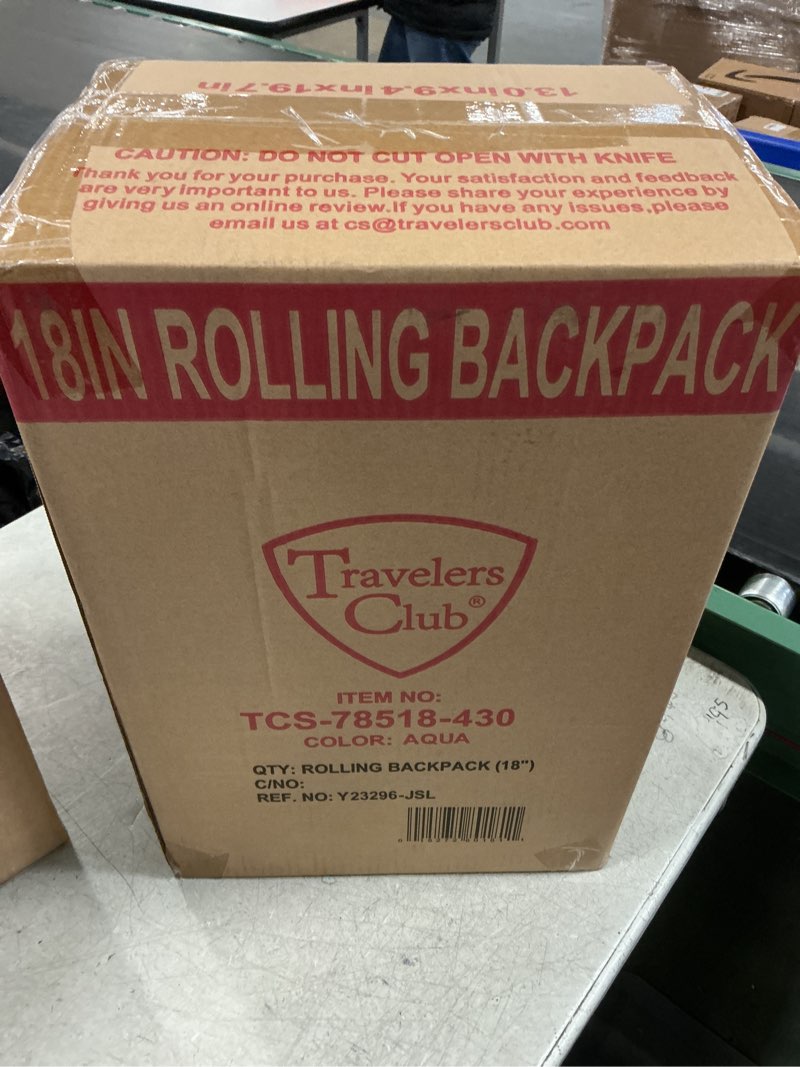 13.0inx9.4inx19.7in
CAUTION: DO NOT CUT OPEN WITH KNIFE
Thank you for your purchase. Your satisfaction and feedback
are very important to us. Please share your experience by
giving us an online review.If you have any issues,please
email us at cs@travelersclub.com
18IN ROLLING BACKPACK
Travelers
Club®
ITEM NO:
TCS-78518-430
COLOR: AQUA
QTY: ROLLING BACKPACK (18")
C/NO:
REF. NO: Y23296-JSL